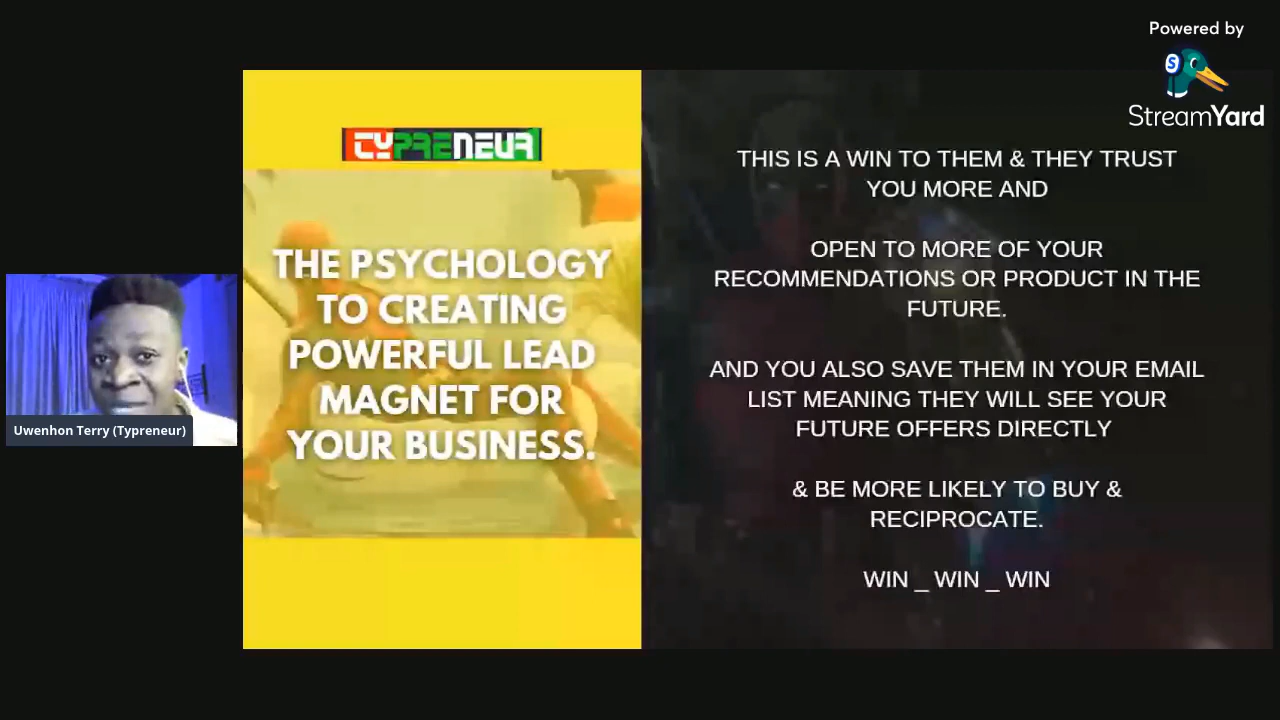 Powered by
StreamYard
TYPRENEUR
THE PSYCHOLOGY
TO CREATING
POWERFUL LEAD
MAGNET FOR
YOUR BUSINESS.
THIS IS A WIN TO THEM & THEY TRUST
YOU MORE AND
OPEN TO MORE OF YOUR
RECOMMENDATIONS OR PRODUCT IN THE
FUTURE.
AND YOU ALSO SAVE THEM IN YOUR EMAIL
LIST MEANING THEY WILL SEE YOUR
FUTURE OFFERS DIRECTLY
& BE MORE LIKELY TO BUY &
RECIPROCATE.
WIN _ WIN _ WIN
Uwenhon Terry (Typreneur)